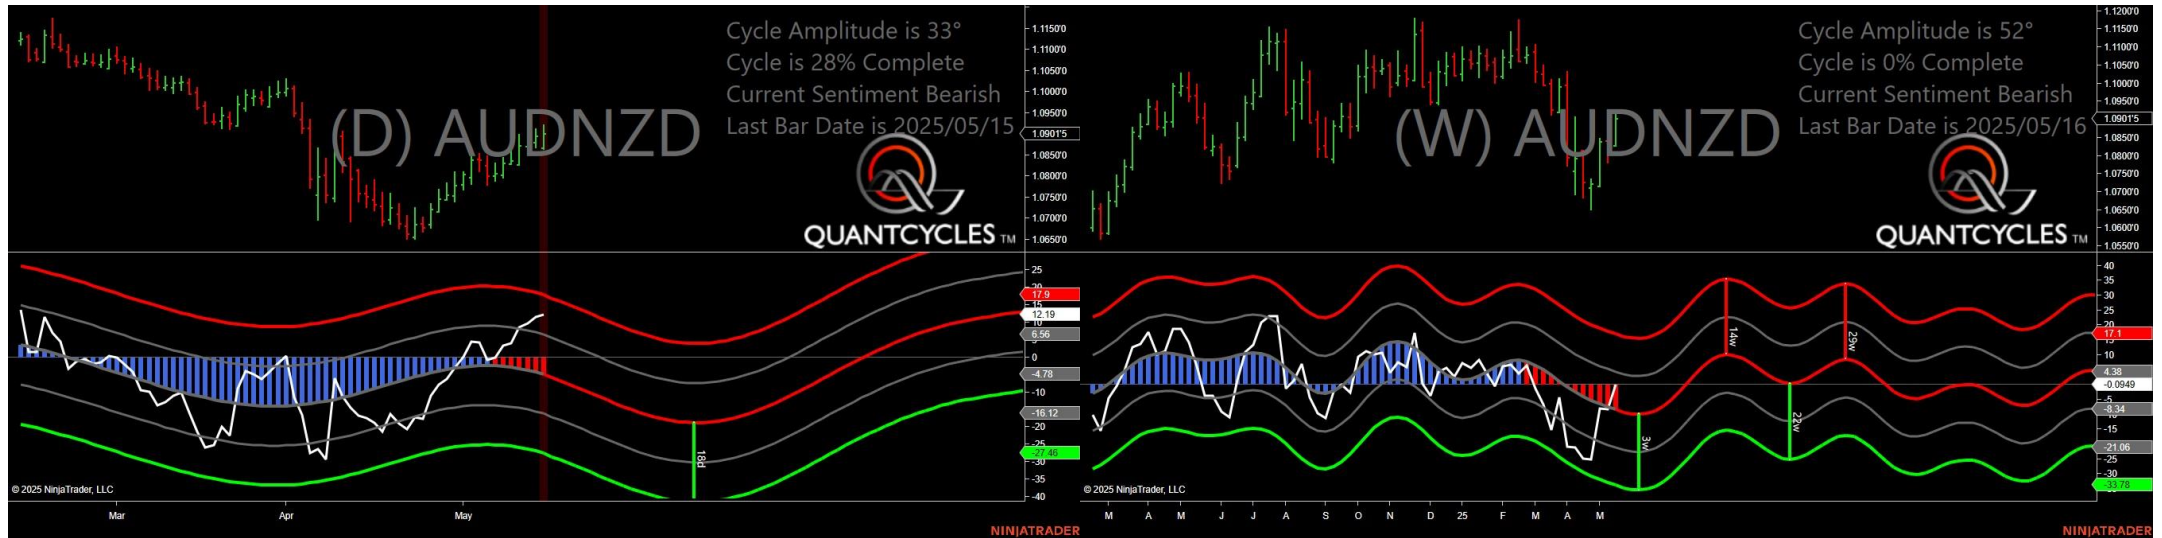 Cycle Amplitude is 33°
Cycle is 28% Complete
Current Sentiment Bearish
Last Bar Date is 2025/05/15
(D) AUDNZD
QUANTCYCLES TM
1.1150'0
1.1100'0
1.1050'0
1.1000'0
1.0950'0
1.0901'5
1.0850'0
1.0800'0
1.0750'0
1.0700'0
1.0650'0
25
17.9
15
12.19
10
6.56
0
-4.78
-10
-16.12
-20
-25
-27.46
-30
-35
-40
18d
© 2025 NinjaTrader, LLC
Mar Apr May
NINJATRADER
Cycle Amplitude is 52°
Cycle is 0% Complete
Current Sentiment Bearish
Last Bar Date is 2025/05/16
(W) AUDNZD
QUANTCYCLES TM
1.1200'0
1.1150'0
1.1100'0
1.1050'0
1.1000'0
1.0950'0
1.0901'5
1.0850'0
1.0800'0
1.0750'0
1.0700'0
1.0650'0
1.0600'0
1.0550'0
40
35
30
25
20
17.1
10
4.38
-0.0949
-5
-8.34
-15
-21.06
-25
-30
-33.78
14w
29w
3w
22w
© 2025 NinjaTrader, LLC
M A M J J A S O N D 25 F M A M
NINJATRADER